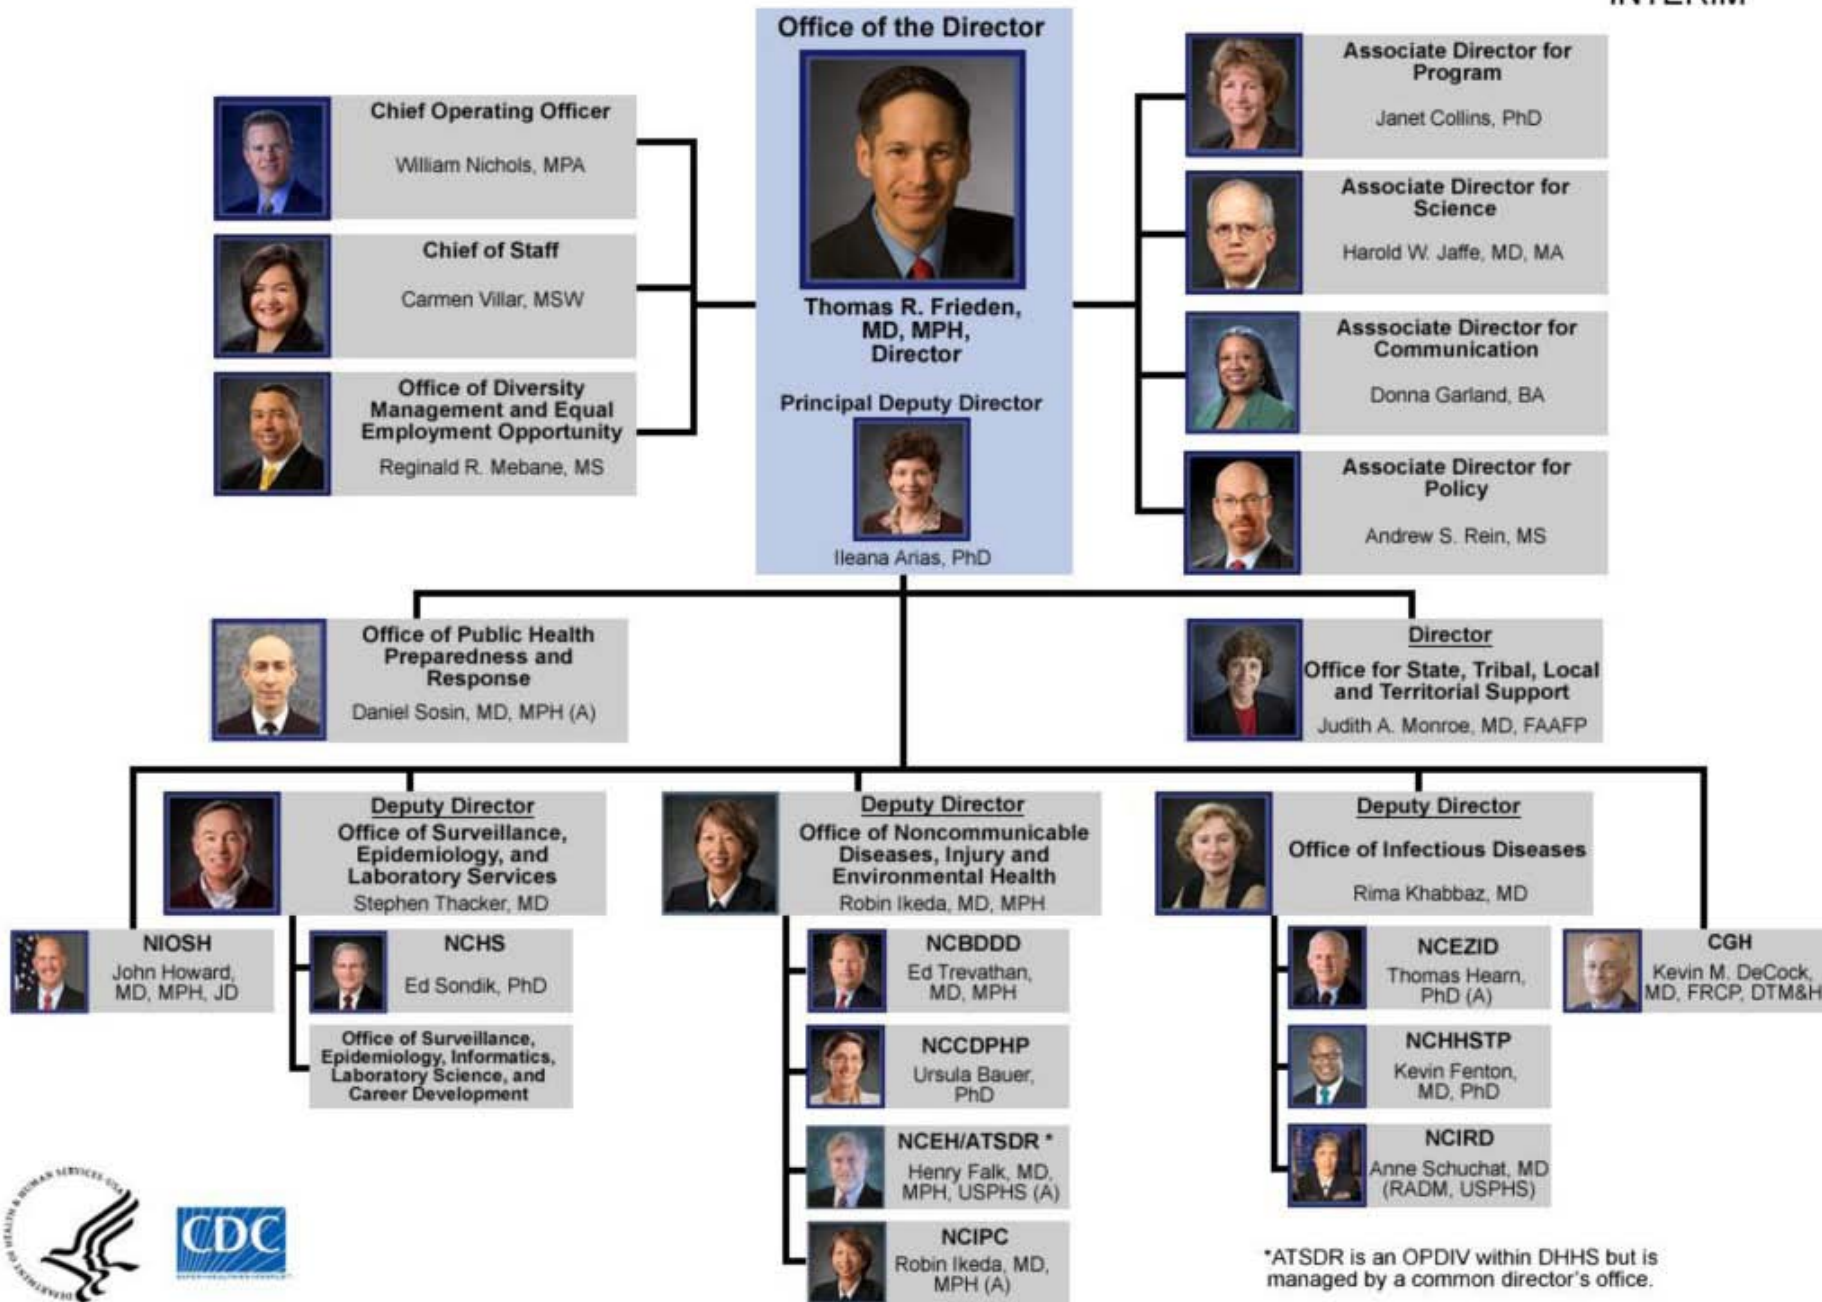 INTERIM
Office of the Director
Thomas R. Frieden,
MD, MPH,
Director
Principal Deputy Director
Ileana Arias, PhD
Chief Operating Officer
William Nichols, MPA
Chief of Staff
Carmen Villar, MSW
Office of Diversity
Management and Equal
Employment Opportunity
Reginald R. Mebane, MS
Associate Director for
Program
Janet Collins, PhD
Associate Director for
Science
Harold W. Jaffe, MD, MA
Asssociate Director for
Communication
Donna Garland, BA
Associate Director for
Policy
Andrew S. Rein, MS
Office of Public Health
Preparedness and
Response
Daniel Sosin, MD, MPH (A)
Director
Office for State, Tribal, Local
and Territorial Support
Judith A. Monroe, MD, FAAFP
Deputy Director
Office of Surveillance,
Epidemiology, and
Laboratory Services
Stephen Thacker, MD
Deputy Director
Office of Noncommunicable
Diseases, Injury and
Environmental Health
Robin Ikeda, MD, MPH
Deputy Director
Office of Infectious Diseases
Rima Khabbaz, MD
NIOSH
John Howard,
MD, MPH, JD
NCHS
Ed Sondik, PhD
Office of Surveillance,
Epidemiology, Informatics,
Laboratory Science, and
Career Development
NCBDDD
Ed Trevathan,
MD, MPH
NCCDPHP
Ursula Bauer,
PhD
NCEH/ATSDR *
Henry Falk, MD,
MPH, USPHS (A)
NCIPC
Robin Ikeda, MD,
MPH (A)
NCEZID
Thomas Hearn,
PhD (A)
NCHHSTP
Kevin Fenton,
MD, PhD
NCIRD
Anne Schuchat, MD
(RADM, USPHS)
CGH
Kevin M. DeCock,
MD, FRCP, DTM&H
DEPARTMENT OF HEALTH & HUMAN SERVICES·USA
CDC
*ATSDR is an OPDIV within DHHS but is
managed by a common director's office.